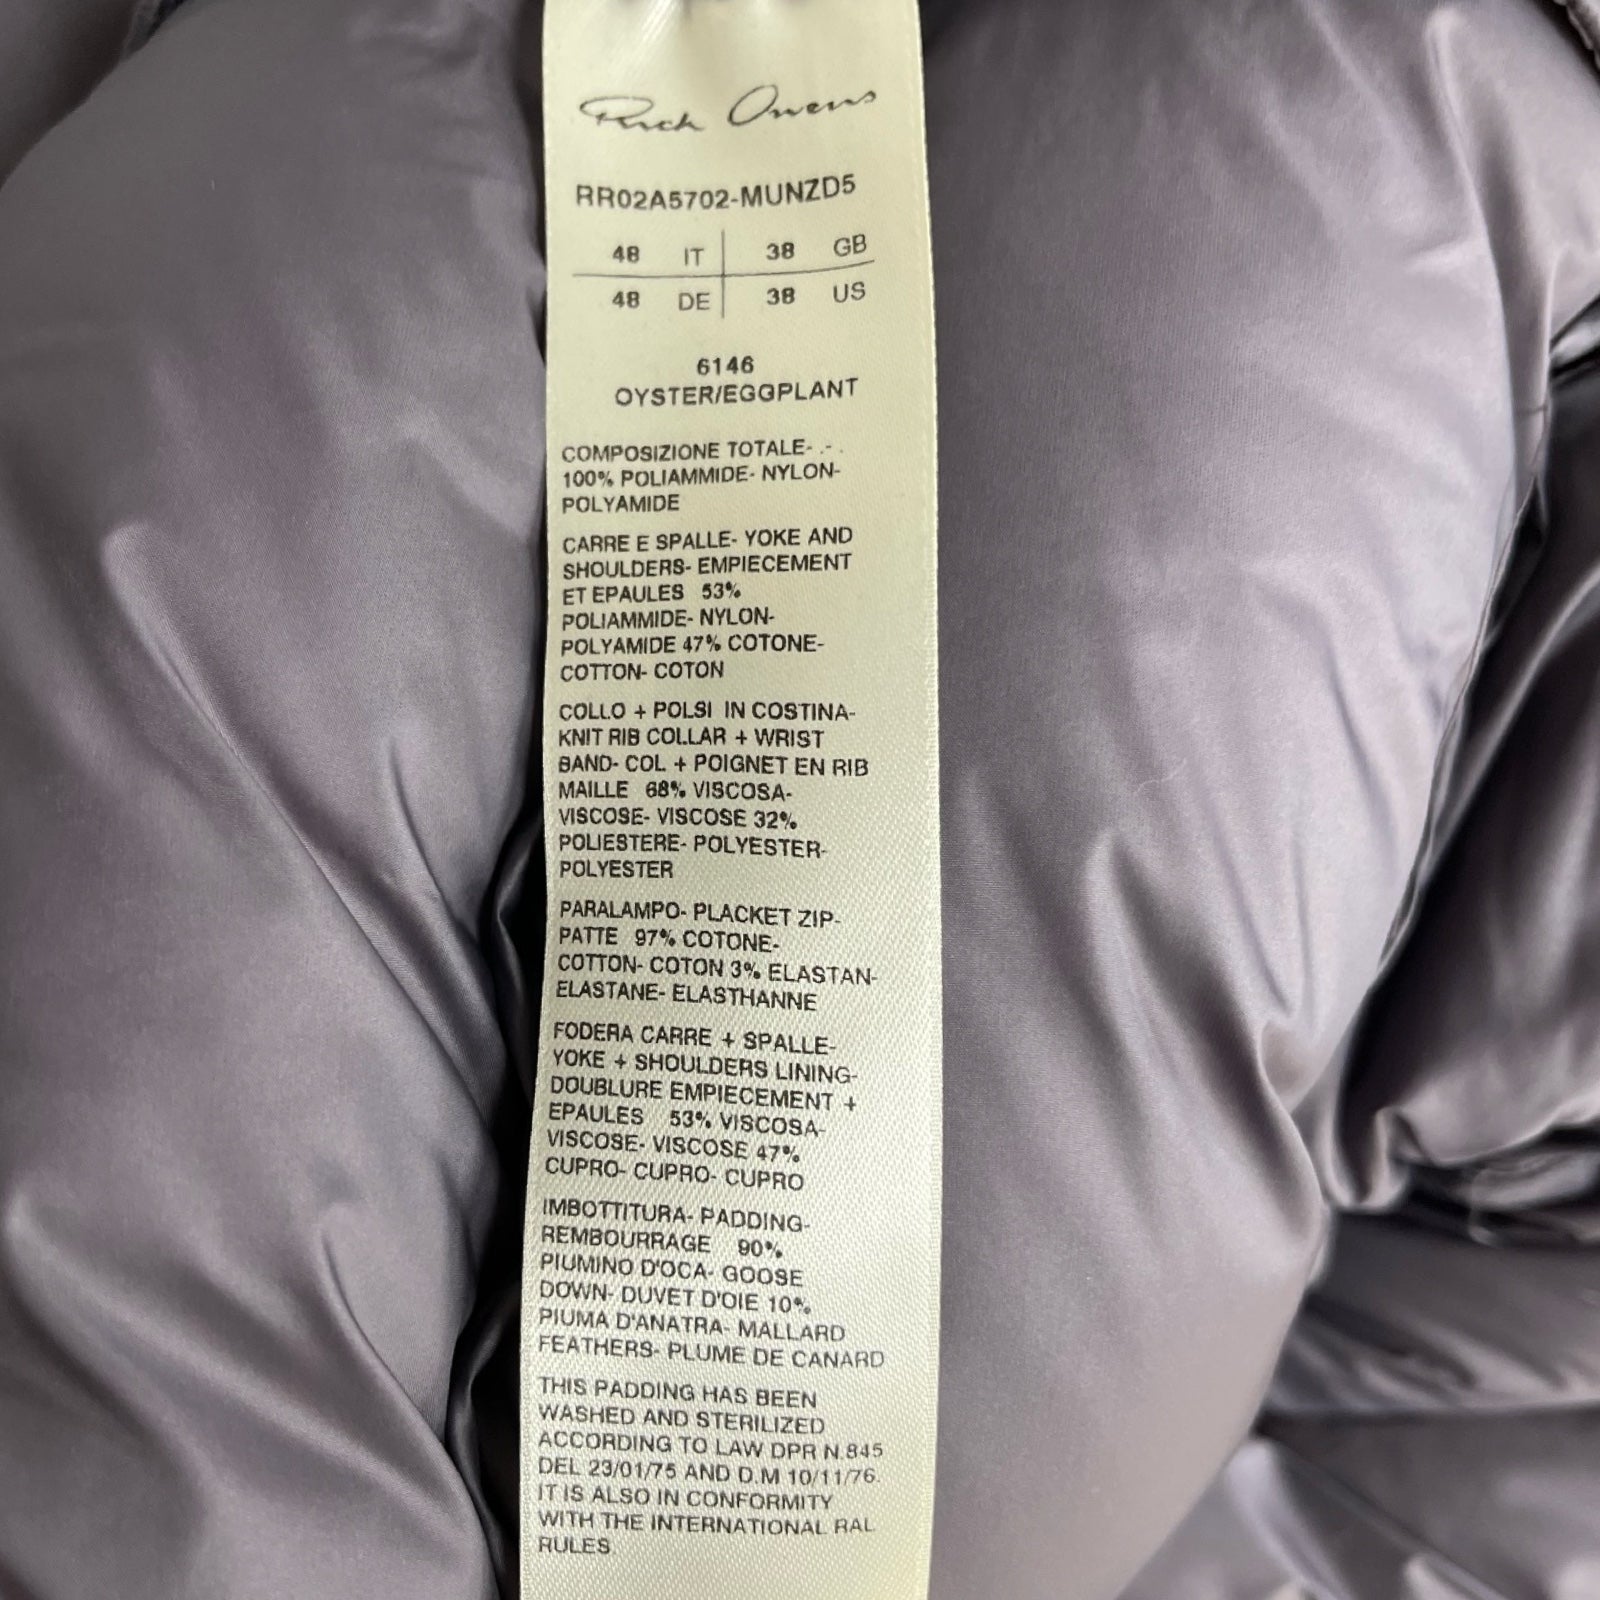 Rick Owens
RR02A5702-MUNZD5
48 IT 38 GB
48 DE 38 US
6146
OYSTER/EGGPLANT
COMPOSIZIONE TOTALE- .- .
100% POLIAMMIDE- NYLON-
POLYAMIDE
CARRE E SPALLE- YOKE AND
SHOULDERS- EMPIECEMENT
ET EPAULES 53%
POLIAMMIDE- NYLON-
POLYAMIDE 47% COTONE-
COTTON- COTON
COLLO + POLSI IN COSTINA-
KNIT RIB COLLAR + WRIST
BAND- COL + POIGNET EN RIB
MAILLE 68% VISCOSA-
VISCOSE- VISCOSE 32%
POLIESTERE- POLYESTER-
POLYESTER
PARALAMPO- PLACKET ZIP-
PATTE 97% COTONE-
COTTON- COTON 3% ELASTAN-
ELASTANE- ELASTHANNE
FODERA CARRE + SPALLE-
YOKE + SHOULDERS LINING-
DOUBLURE EMPIECEMENT +
EPAULES 53% VISCOSA-
VISCOSE- VISCOSE 47%
CUPRO- CUPRO- CUPRO
IMBOTTITURA- PADDING-
REMBOURRAGE 90%
PIUMINO D'OCA- GOOSE
DOWN- DUVET D'OIE 10%
PIUMA D'ANATRA- MALLARD
FEATHERS- PLUME DE CANARD
THIS PADDING HAS BEEN
WASHED AND STERILIZED
ACCORDING TO LAW DPR N.845
DEL 23/01/75 AND D.M 10/11/76.
IT IS ALSO IN CONFORMITY
WITH THE INTERNATIONAL RAL
RULES